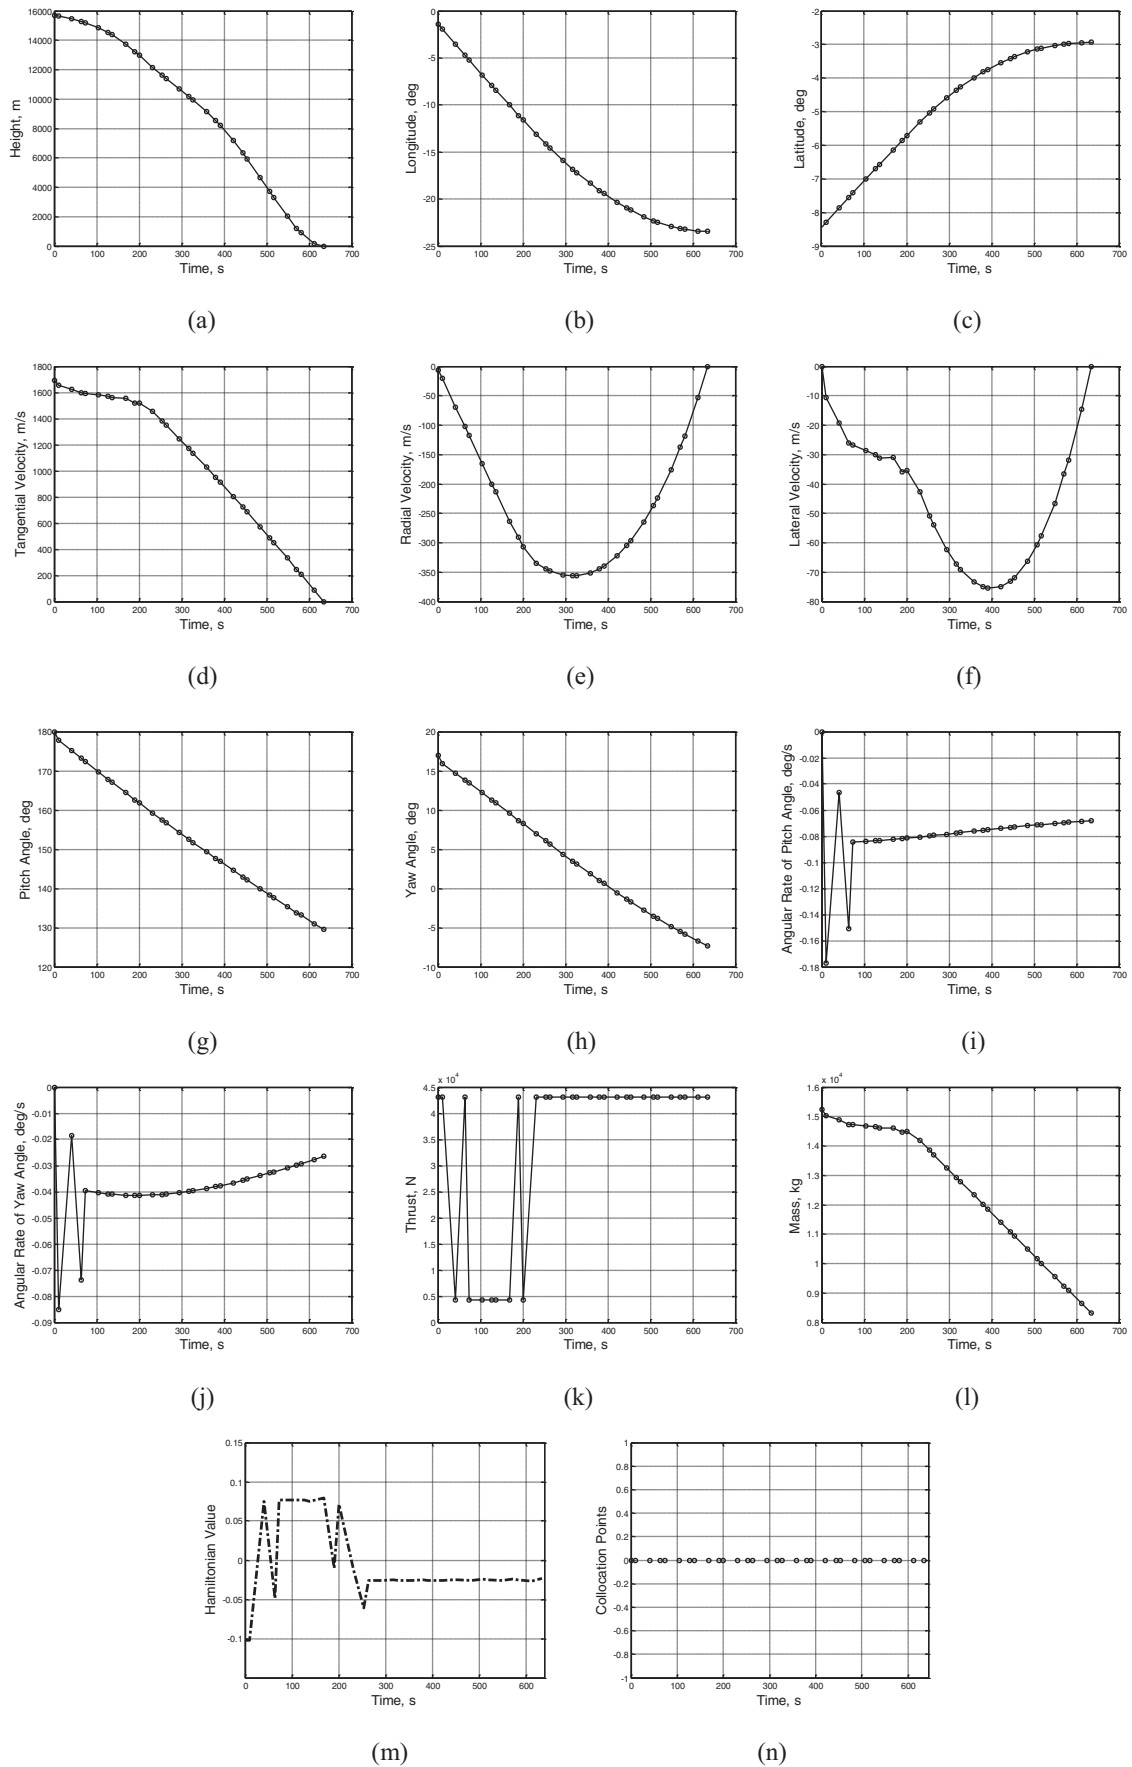 16000
14000
12000
10000
8000
6000
4000
2000
0
Height, m
0 100 200 300 400 500 600 700
Time, s
(a)
0
-5
-10
-15
-20
-25
Longitude, deg
0 100 200 300 400 500 600 700
Time, s
(b)
-2
-3
-4
-5
-6
-7
-8
-9
Latitude, deg
0 100 200 300 400 500 600 700
Time, s
(c)
1800
1600
1400
1200
1000
800
600
400
200
0
Tangential Velocity, m/s
0 100 200 300 400 500 600 700
Time, s
(d)
0
-50
-100
-150
-200
-250
-300
-350
-400
Radial Velocity, m/s
0 100 200 300 400 500 600 700
Time, s
(e)
0
-10
-20
-30
-40
-50
-60
-70
-80
Lateral Velocity, m/s
0 100 200 300 400 500 600 700
Time, s
(f)
180
170
160
150
140
130
120
Pitch Angle, deg
0 100 200 300 400 500 600 700
Time, s
(g)
20
15
10
5
0
-5
-10
Yaw Angle, deg
0 100 200 300 400 500 600 700
Time, s
(h)
0
-0.02
-0.04
-0.06
-0.08
-0.1
-0.12
-0.14
-0.16
-0.18
Angular Rate of Pitch Angle, deg/s
0 100 200 300 400 500 600 700
Time, s
(i)
0
-0.01
-0.02
-0.03
-0.04
-0.05
-0.06
-0.07
-0.08
-0.09
Angular Rate of Yaw Angle, deg/s
0 100 200 300 400 500 600 700
Time, s
(j)
x 10⁴
4.5
4
3.5
3
2.5
2
1.5
1
0.5
0
Thrust, N
0 100 200 300 400 500 600 700
Time, s
(k)
x 10⁴
1.6
1.5
1.4
1.3
1.2
1.1
1
0.9
0.8
Mass, kg
0 100 200 300 400 500 600 700
Time, s
(l)
0.15
0.1
0.05
0
-0.05
-0.1
Hamiltonian Value
0 100 200 300 400 500 600
Time, s
(m)
1
0.8
0.6
0.4
0.2
0
-0.2
-0.4
-0.6
-0.8
-1
Collocation Points
0 100 200 300 400 500 600
Time, s
(n)